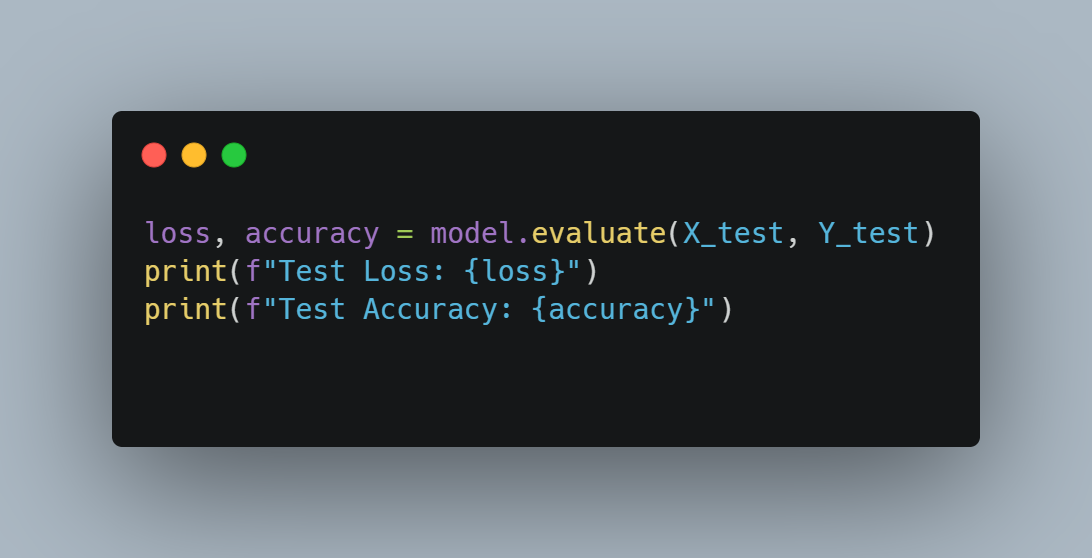 loss, accuracy = model.evaluate(X_test, Y_test)
print(f"Test Loss: {loss}")
print(f"Test Accuracy: {accuracy}")